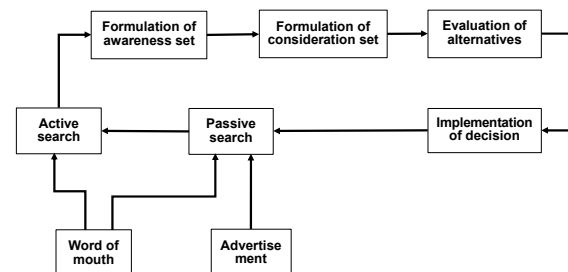 Formulation of
awareness set
Formulation of
consideration set
Evaluation of
alternatives
Active
search
Passive
search
Implementation
of decision
Word of
mouth
Advertise
ment